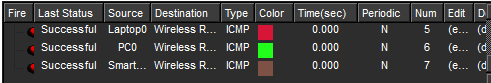 Fire Last Status Source Destination Type Color Time(sec) Periodic Num Edit
Successful Laptop0 Wireless R... ICMP 0.000 N 5 (e...
Successful PC0 Wireless R... ICMP 0.000 N 6 (e...
Successful Smart... Wireless R... ICMP 0.000 N 7 (e...